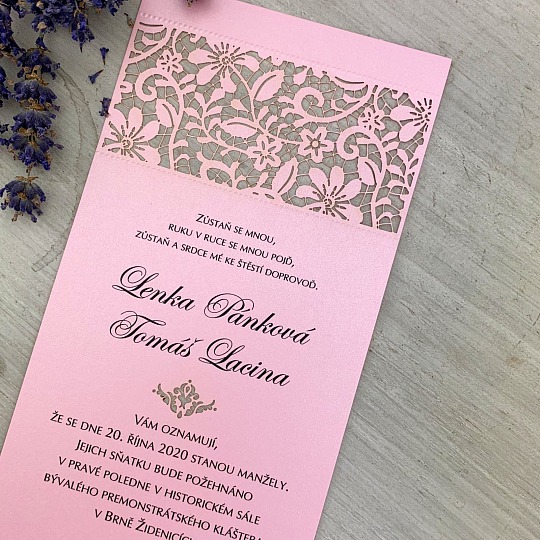 Zůstaň se mnou,
ruku v ruce se mnou pojď,
zůstaň a srdce mé ke štěstí doprovoď.
Lenka Pánková
Tomáš Lacina
Vám oznamují,
že se dne 20. října 2020 stanou manžely.
Jejich sňatku bude požehnáno
v pravé poledne v historickém sále
bývalého premonstrátského kláštera
v Brně Židenicích